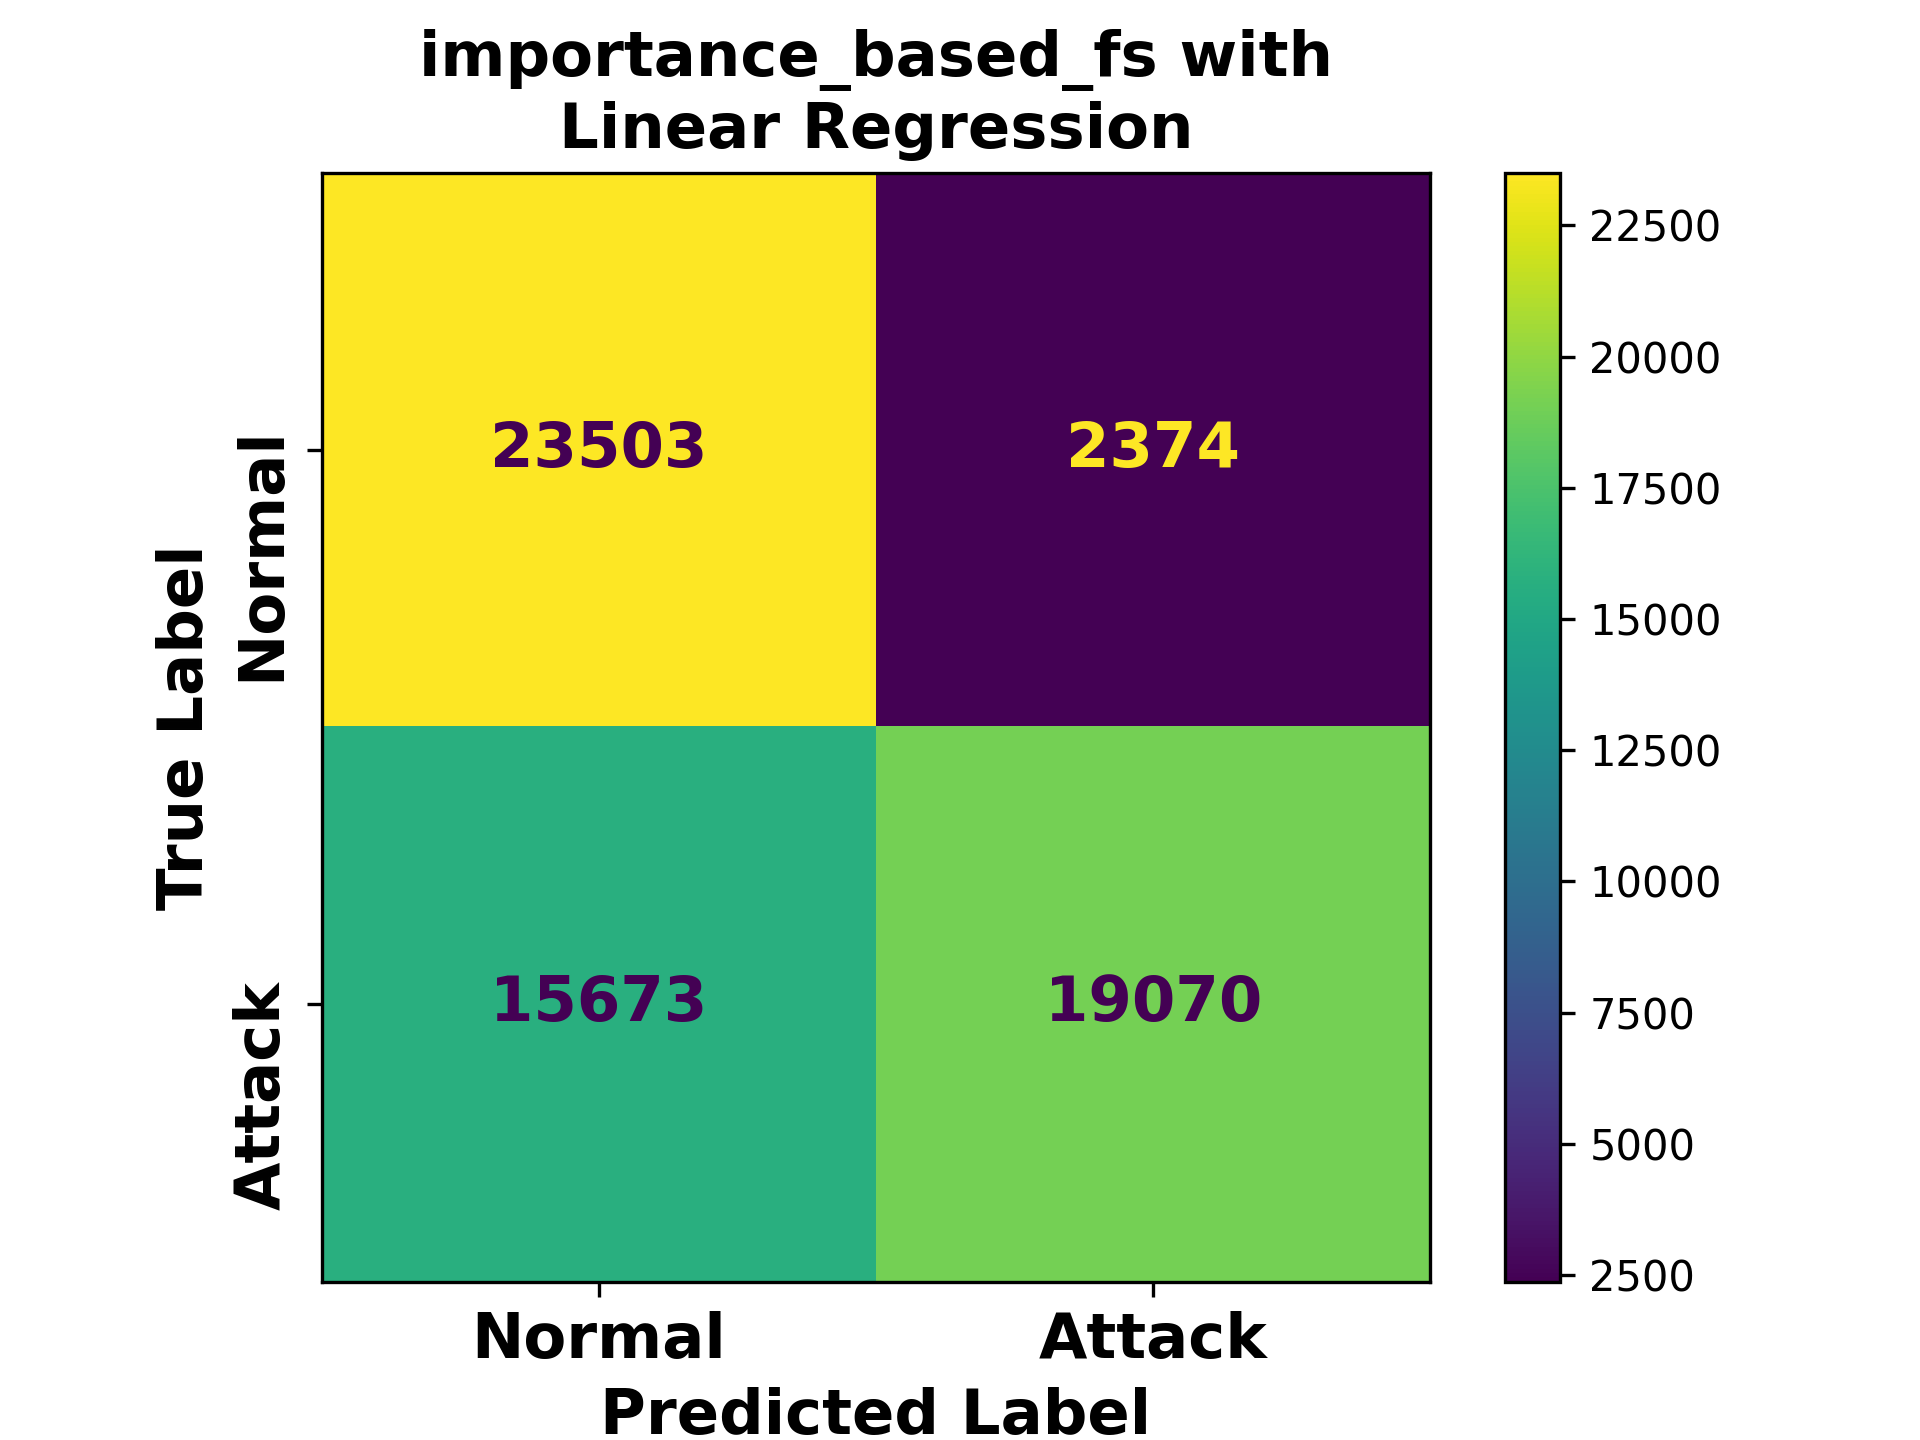 importance_based_fs with
Linear Regression
True Label
Normal
Attack
23503
2374
15673
19070
Normal
Attack
Predicted Label
22500
20000
17500
15000
12500
10000
7500
5000
2500